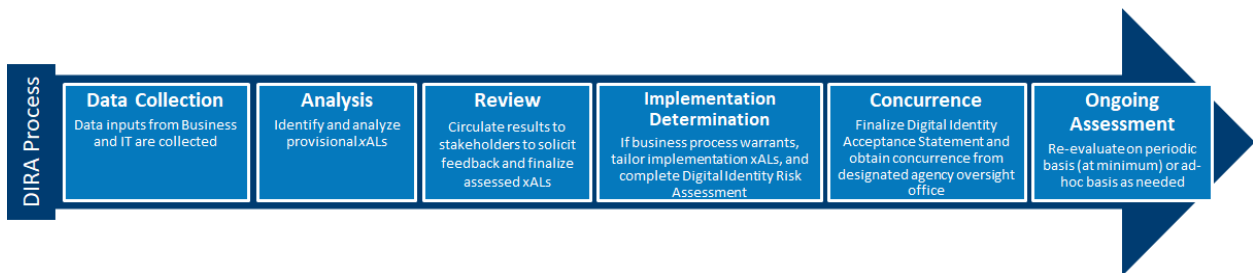 DIRA Process
Data Collection
Data inputs from Business
and IT are collected
Analysis
Identify and analyze
provisional xALs
Review
Circulate results to
stakeholders to solicit
feedback and finalize
assessed xALs
Implementation
Determination
If business process warrants,
tailor implementation xALs, and
complete Digital Identity Risk
Assessment
Concurrence
Finalize Digital Identity
Acceptance Statement and
obtain concurrence from
designated agency oversight
office
Ongoing
Assessment
Re-evaluate on periodic
basis (at minimum) or ad-
hoc basis as needed